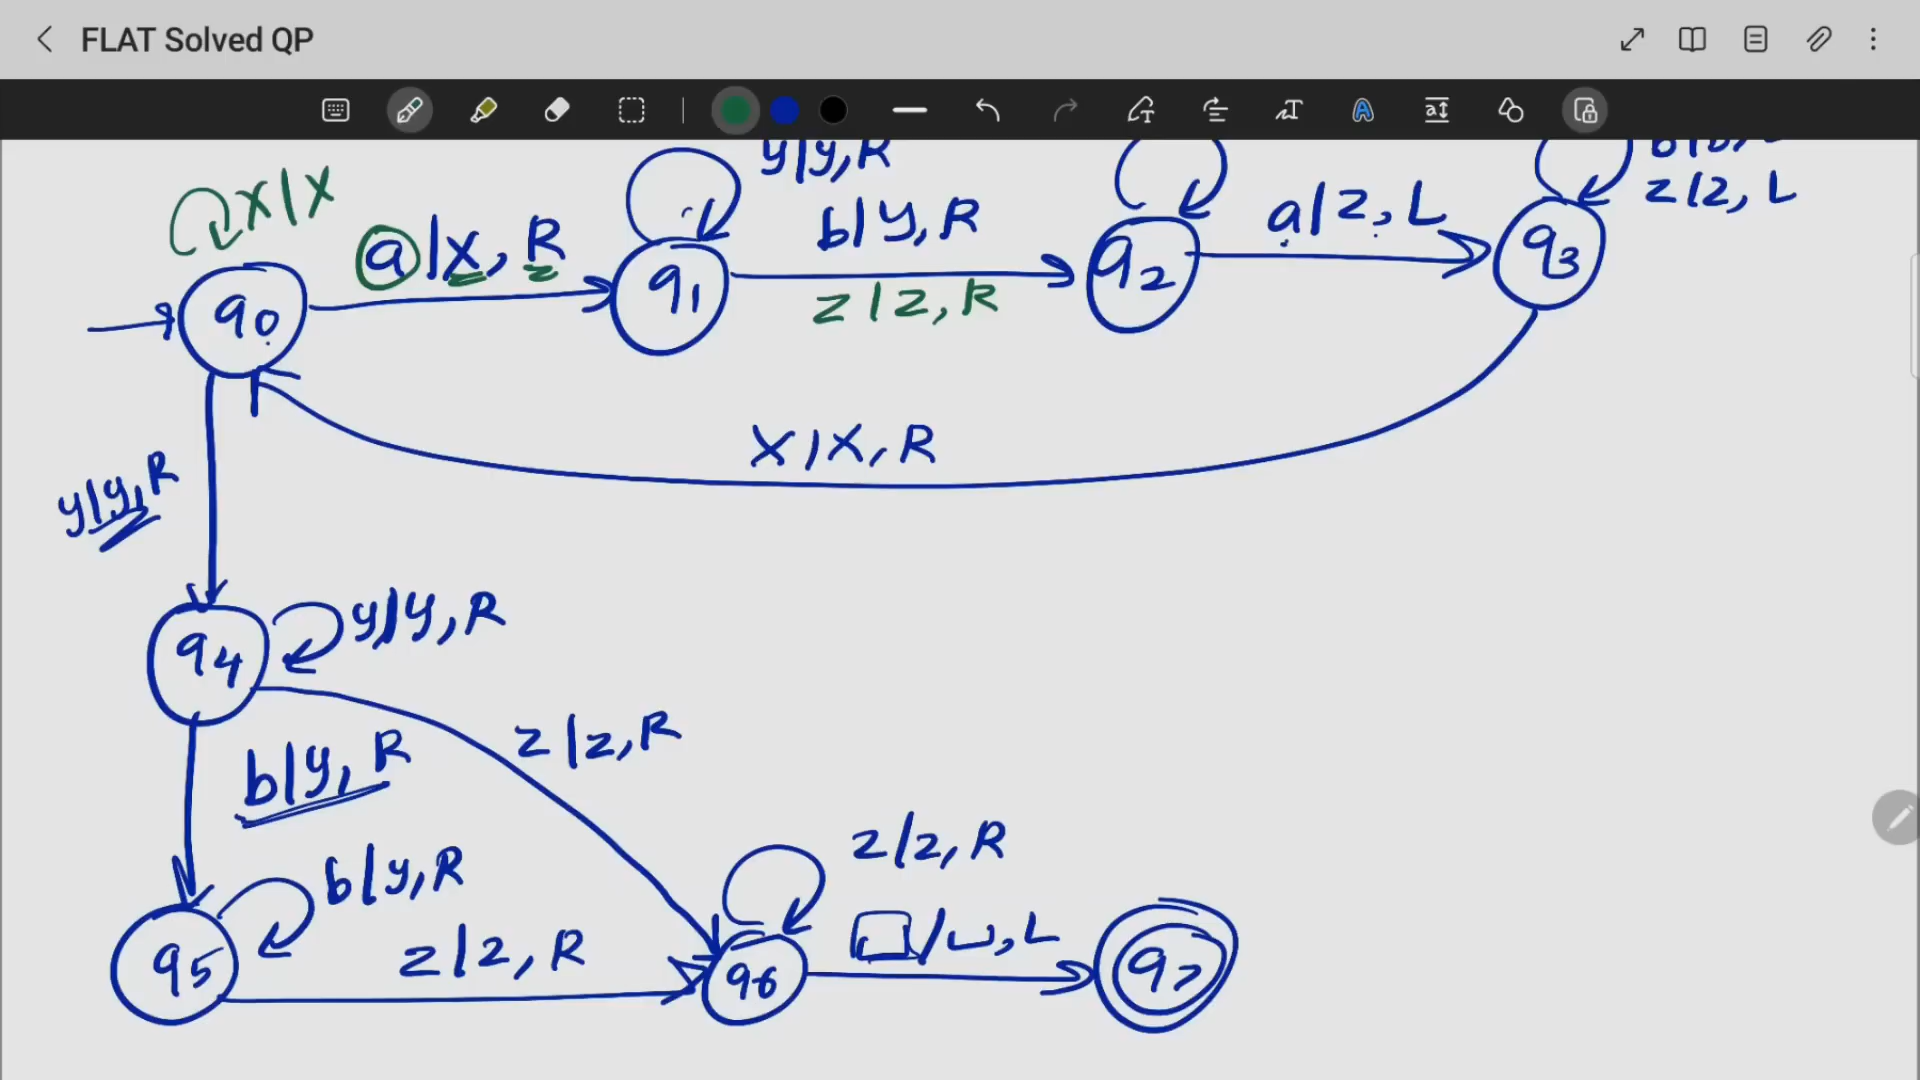 FLAT Solved QP
y/y, R
z/z, L
x/x
a/x, R
b/y, R
a/z, L
q0
q1
q2
q3
z/z, R
x/x, R
y/y, R
q4
y/y, R
z/z, R
b/y, R
z/z, R
b/y, R
z/z, R
□/⊔, L
q5
q6
q7